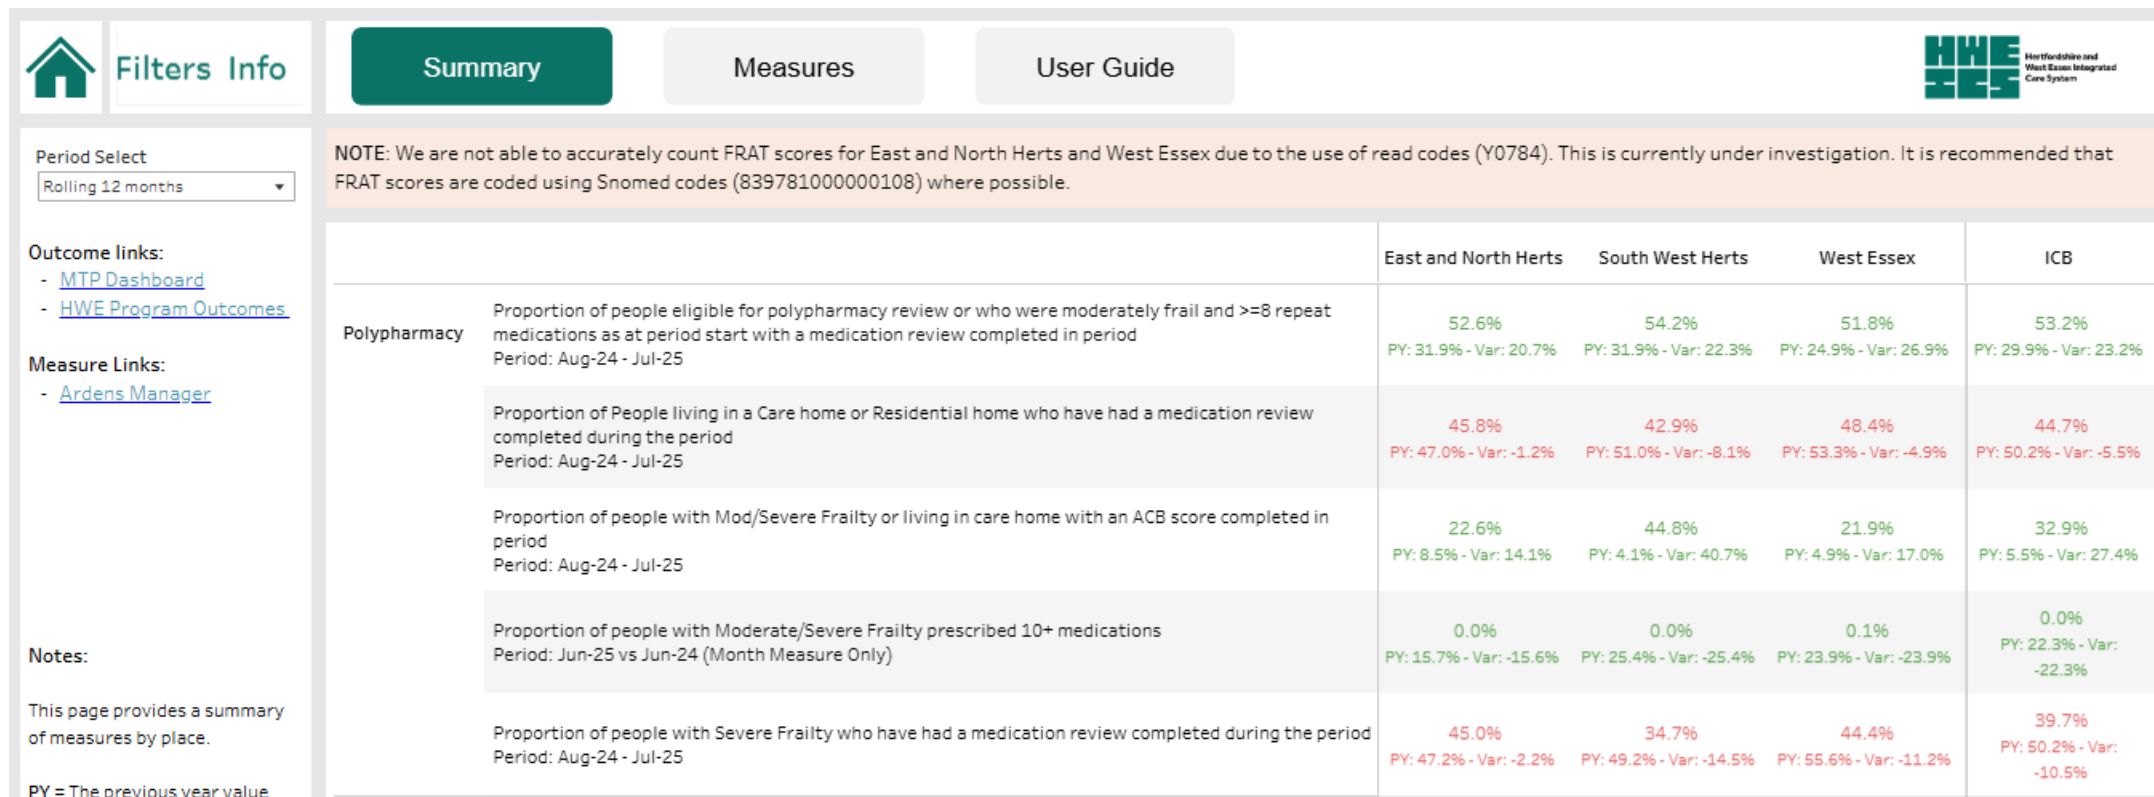 Filters Info
Summary
Measures
User Guide
HWE
ICS
Hertfordshire and
West Essex Integrated
Care System
Period Select
Rolling 12 months
Outcome links:
- MTP Dashboard
- HWE Program Outcomes
Measure Links:
- Ardens Manager
Notes:
This page provides a summary
of measures by place.
PY = The previous year value
NOTE: We are not able to accurately count FRAT scores for East and North Herts and West Essex due to the use of read codes (Y0784). This is currently under investigation. It is recommended that
FRAT scores are coded using Snomed codes (839781000000108) where possible.
East and North Herts South West Herts West Essex ICB
Polypharmacy
Proportion of people eligible for polypharmacy review or who were moderately frail and >=8 repeat
medications as at period start with a medication review completed in period
Period: Aug-24 - Jul-25
52.6% 54.2% 51.8% 53.2%
PY: 31.9% - Var: 20.7% PY: 31.9% - Var: 22.3% PY: 24.9% - Var: 26.9% PY: 29.9% - Var: 23.2%
Proportion of People living in a Care home or Residential home who have had a medication review
completed during the period
Period: Aug-24 - Jul-25
45.8% 42.9% 48.4% 44.7%
PY: 47.0% - Var: -1.2% PY: 51.0% - Var: -8.1% PY: 53.3% - Var: -4.9% PY: 50.2% - Var: -5.5%
Proportion of people with Mod/Severe Frailty or living in care home with an ACB score completed in
period
Period: Aug-24 - Jul-25
22.6% 44.8% 21.9% 32.9%
PY: 8.5% - Var: 14.1% PY: 4.1% - Var: 40.7% PY: 4.9% - Var: 17.0% PY: 5.5% - Var: 27.4%
Proportion of people with Moderate/Severe Frailty prescribed 10+ medications
Period: Jun-25 vs Jun-24 (Month Measure Only)
0.0% 0.0% 0.1% 0.0%
PY: 15.7% - Var: -15.6% PY: 25.4% - Var: -25.4% PY: 23.9% - Var: -23.9% PY: 22.3% - Var:
-22.3%
Proportion of people with Severe Frailty who have had a medication review completed during the period
Period: Aug-24 - Jul-25
45.0% 34.7% 44.4% 39.7%
PY: 47.2% - Var: -2.2% PY: 49.2% - Var: -14.5% PY: 55.6% - Var: -11.2% PY: 50.2% - Var:
-10.5%